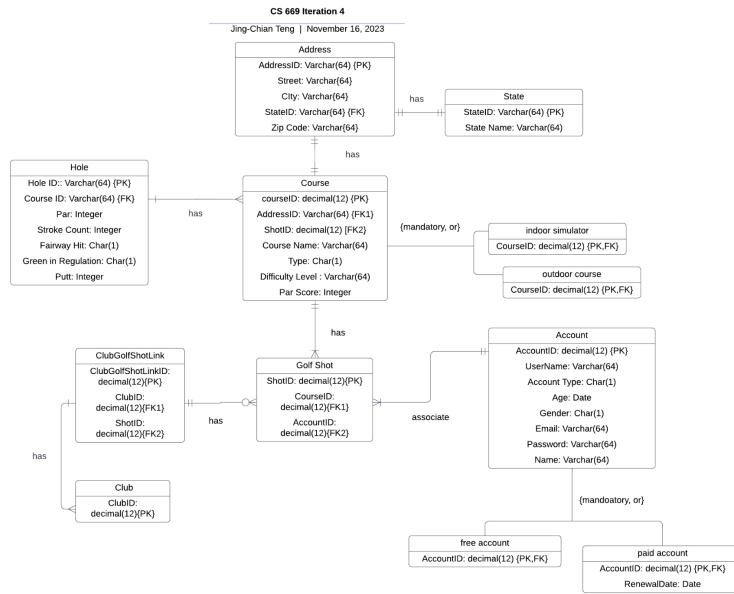 CS 669 Iteration 4
Jing-Chian Teng | November 16, 2023
Address
AddressID: Varchar(64) {PK}
Street: Varchar{64}
CIty: Varchar{64}
StateID: Varchar{64} {FK}
Zip Code: Varchar{64}
has
State
StateID: Varchar(64) {PK}
State Name: Varchar(64)
has
Hole
Hole ID:: Varchar(64) {PK}
Course ID: Varchar(64) {FK}
Par: Integer
Stroke Count: Integer
Fairway Hit: Char(1)
Green in Regulation: Char(1)
Putt: Integer
has
Course
courseID: decimal(12) {PK}
AddressID: Varchar(64) {FK1}
ShotID: decimal(12) [FK2}
Course Name: Varchar(64)
Type: Char(1)
Difficulty Level : Varchar(64)
Par Score: Integer
{mandatory, or}
indoor simulator
CourseID: decimal(12) {PK,FK}
outdoor course
CourseID: decimal(12) {PK,FK}
has
ClubGolfShotLink
ClubGolfShotLinkID:
decimal(12){PK}
ClubID:
decimal(12){FK1}
ShotID:
decimal(12){FK2}
has
Golf Shot
ShotID: decimal(12){PK}
CourseID:
decimal(12){FK1}
AccountID:
decimal(12){FK2}
associate
Account
AccountID: decimal(12) {PK}
UserName: Varchar(64)
Account Type: Char(1)
Age: Date
Gender: Char(1)
Email: Varchar(64)
Password: Varchar(64)
Name: Varchar(64)
has
Club
ClubID:
decimal(12){PK}
{mandoatory, or}
free account
AccountID: decimal(12) {PK,FK}
paid account
AccountID: decimal(12) {PK,FK}
RenewalDate: Date